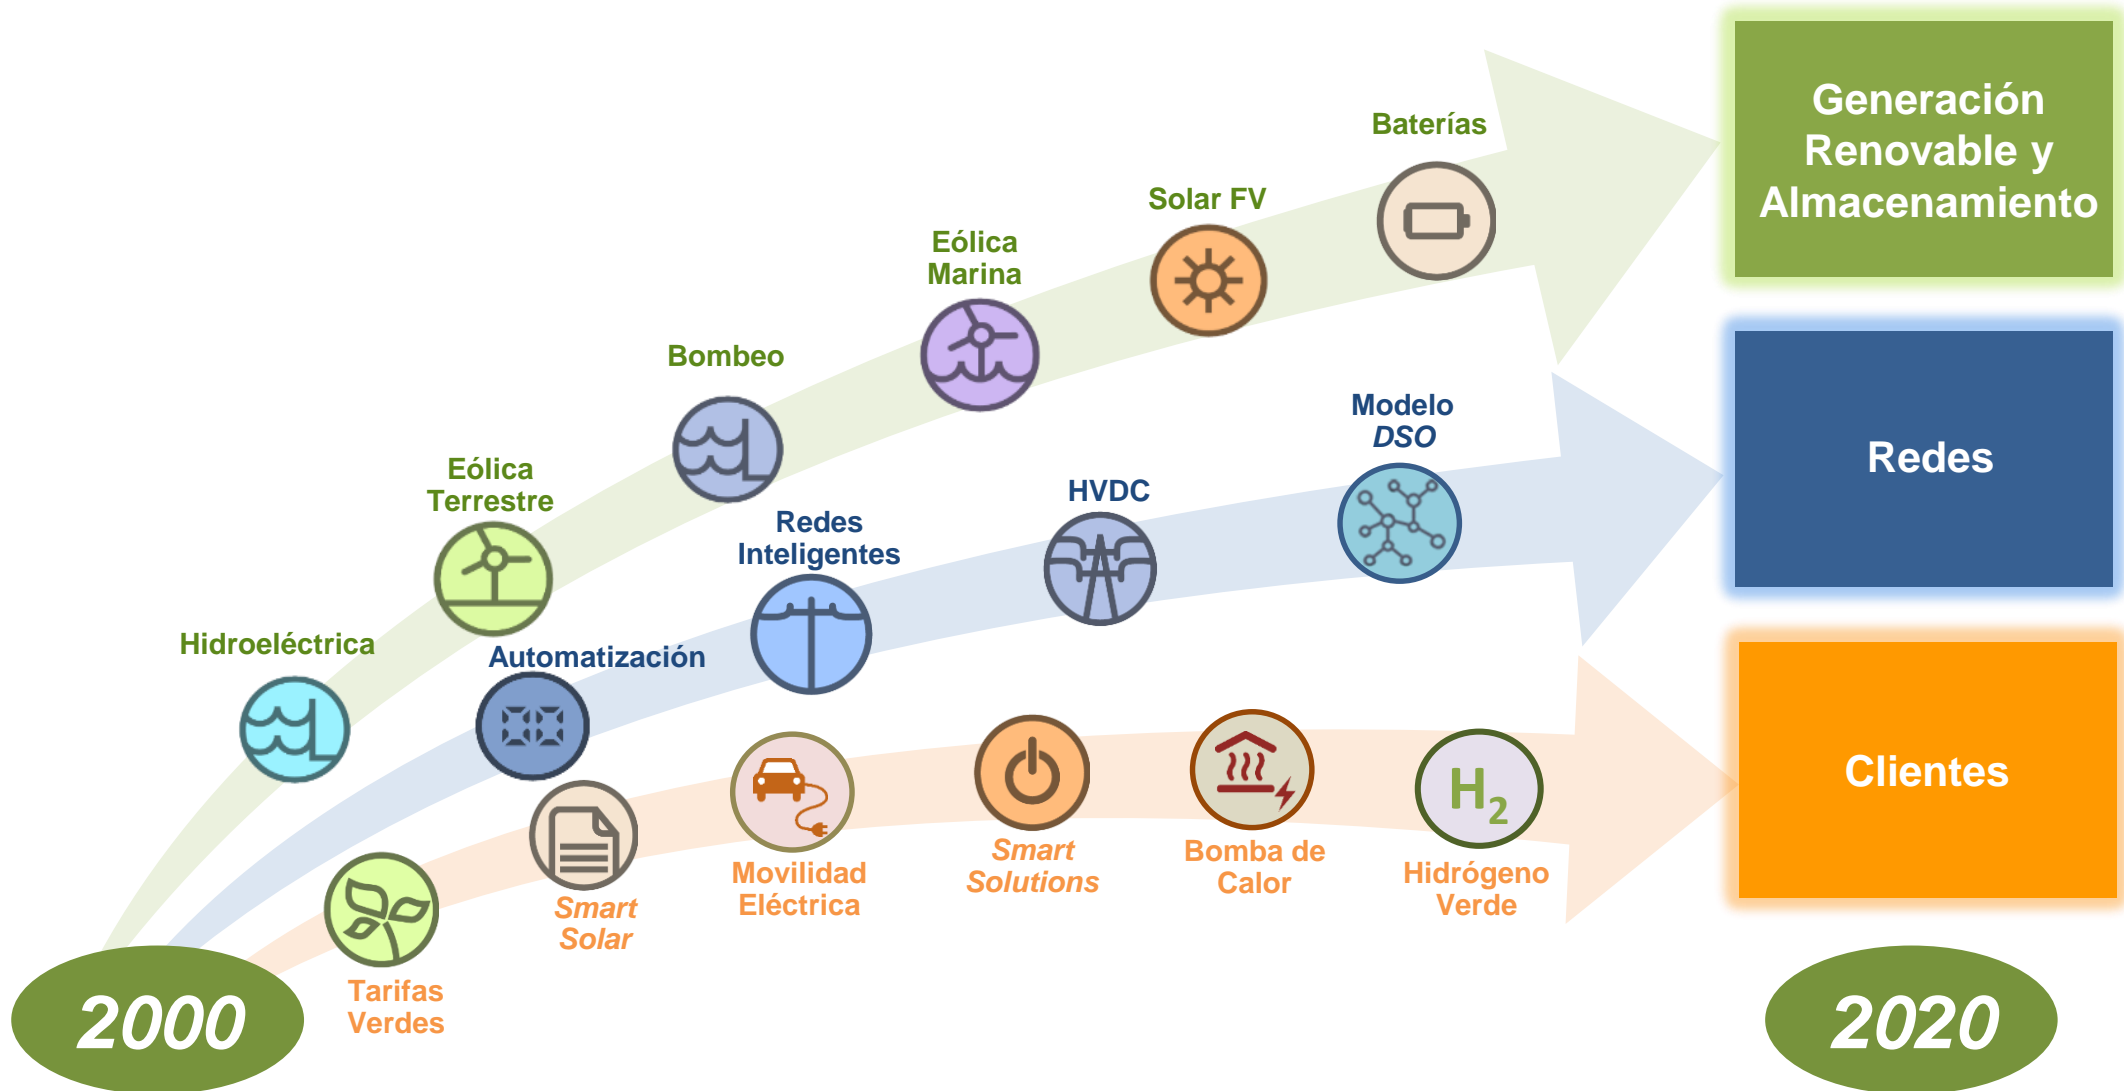 Generación
Renovable y
Almacenamiento
Baterías
Solar FV
Eólica
Marina
Bombeo
Eólica
Terrestre
Hidroeléctrica
Redes
Modelo
DSO
HVDC
Redes
Inteligentes
Automatización
Clientes
Tarifas
Verdes
Smart
Solar
Movilidad
Eléctrica
Smart
Solutions
Bomba de
Calor
H2
Hidrógeno
Verde
2000
2020